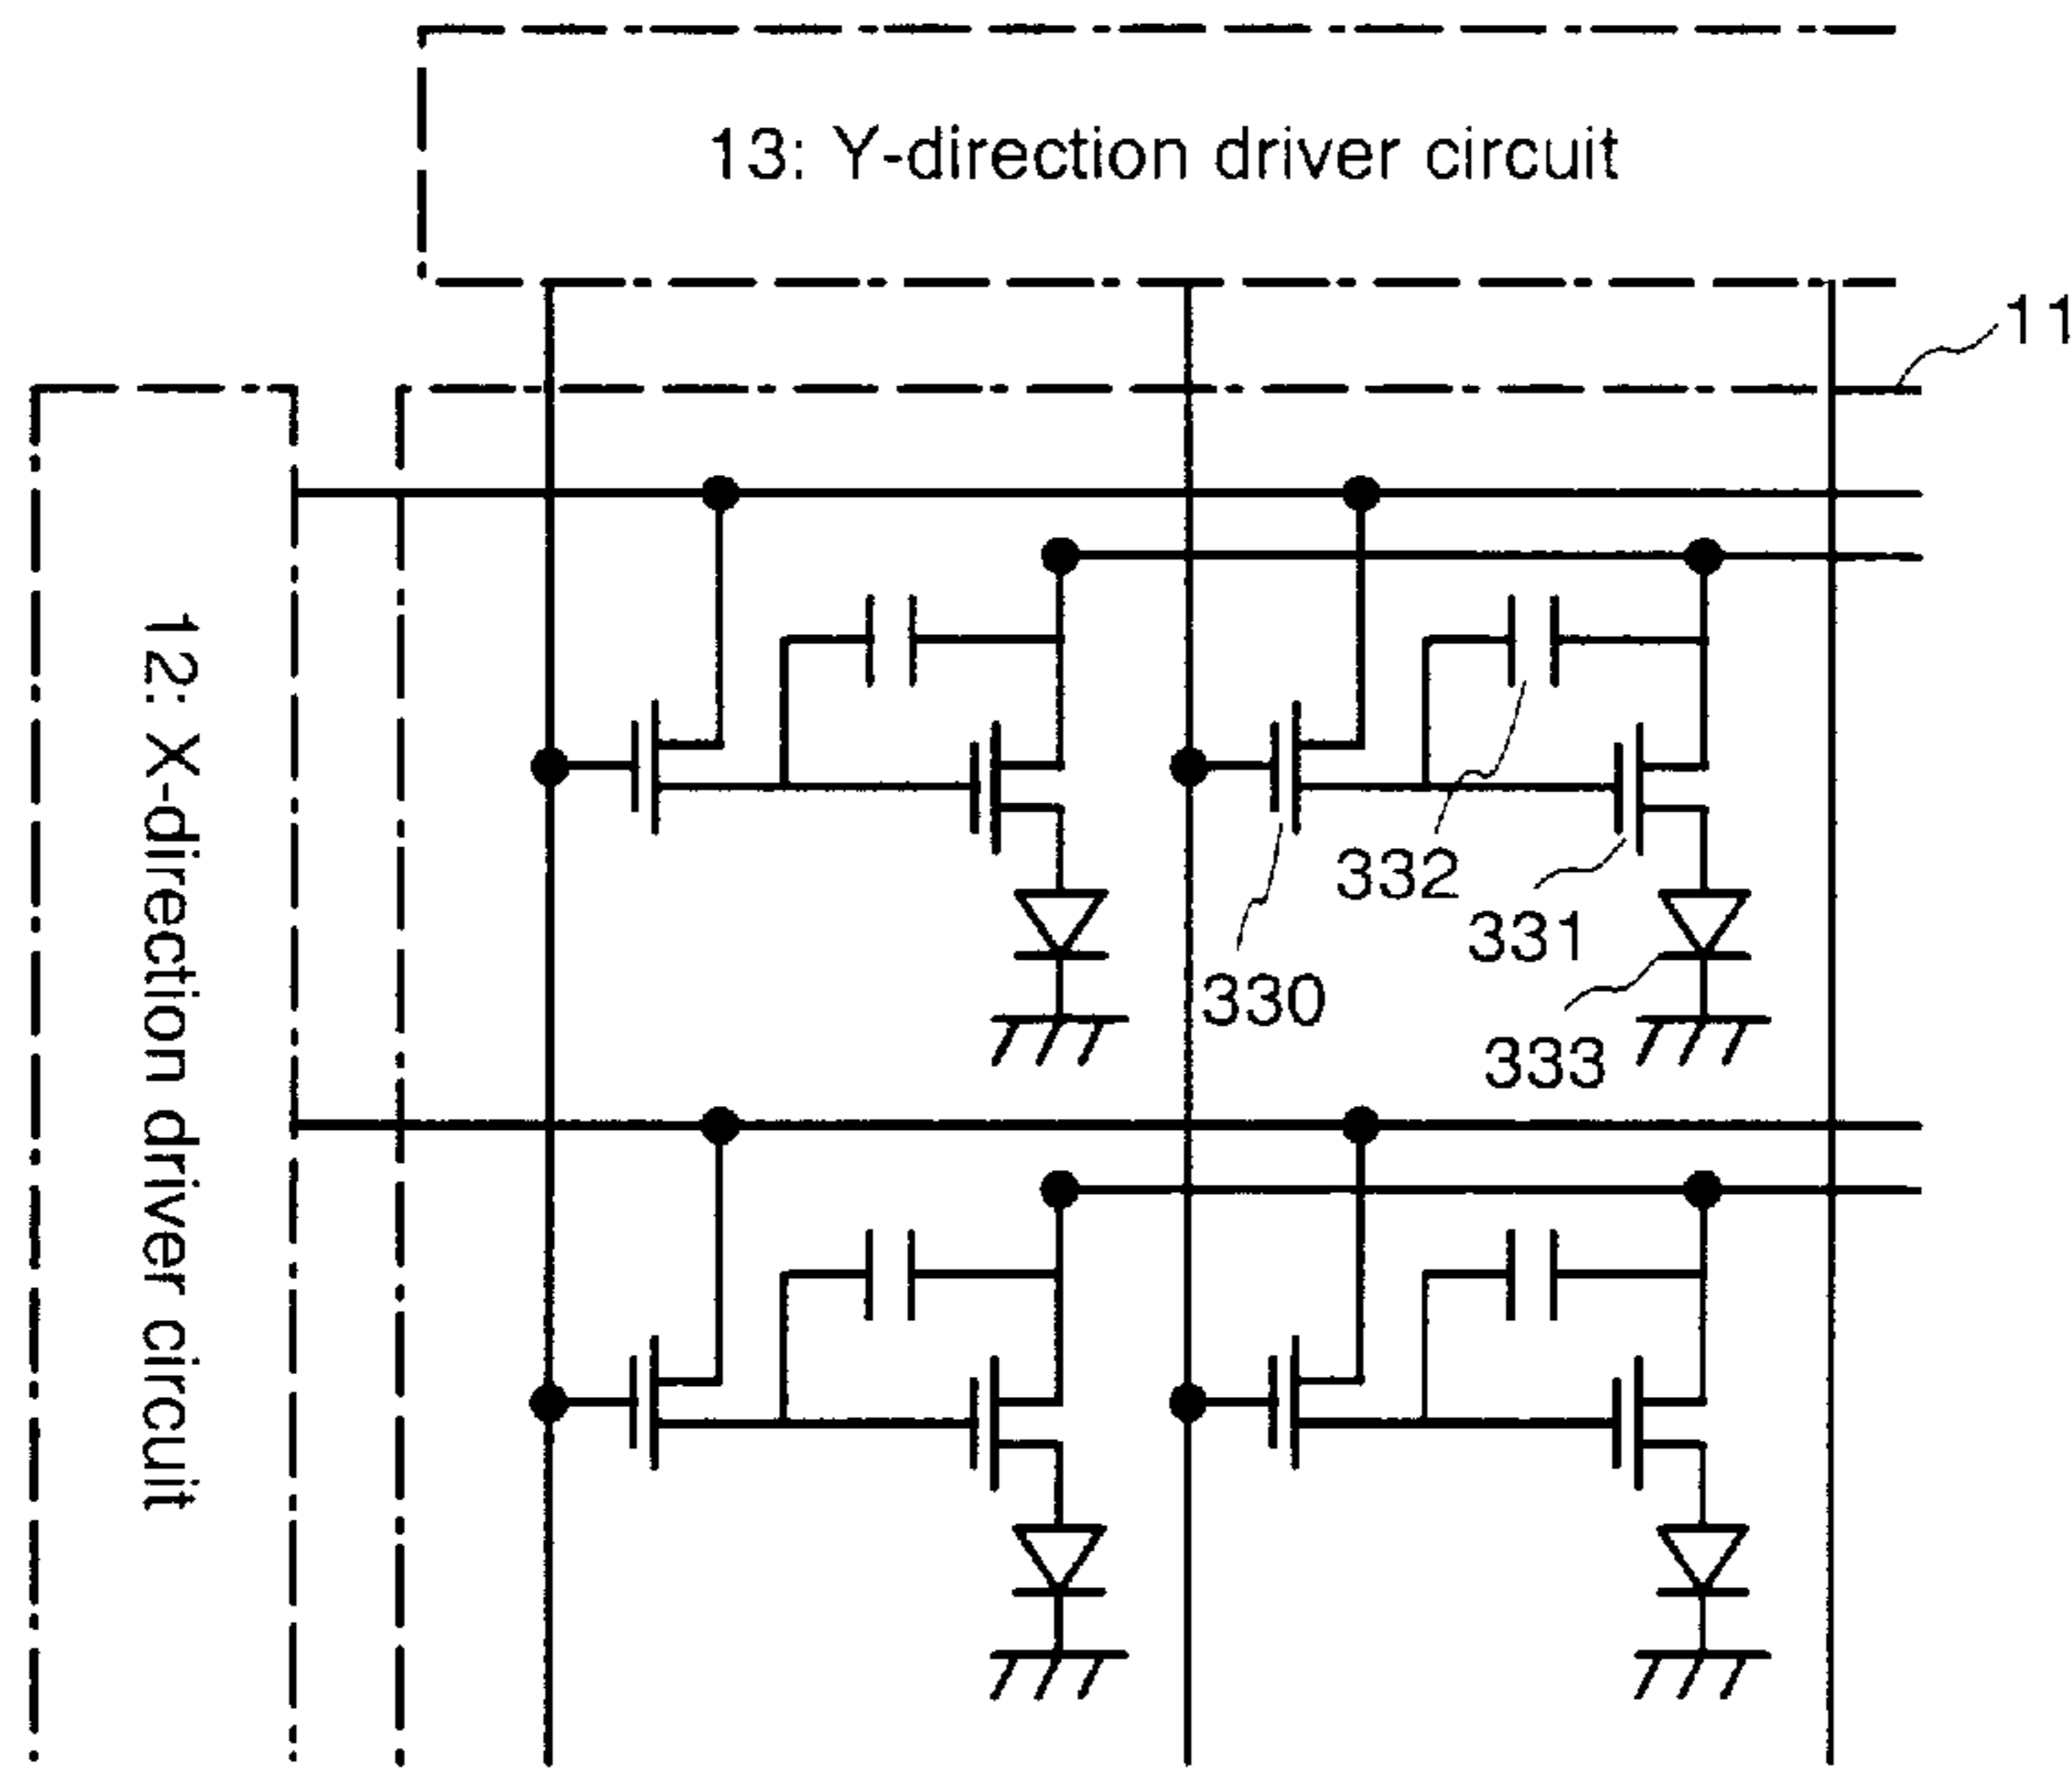 13: Y-direction driver circuit
11
12: X-direction driver circuit
332
331
330
333